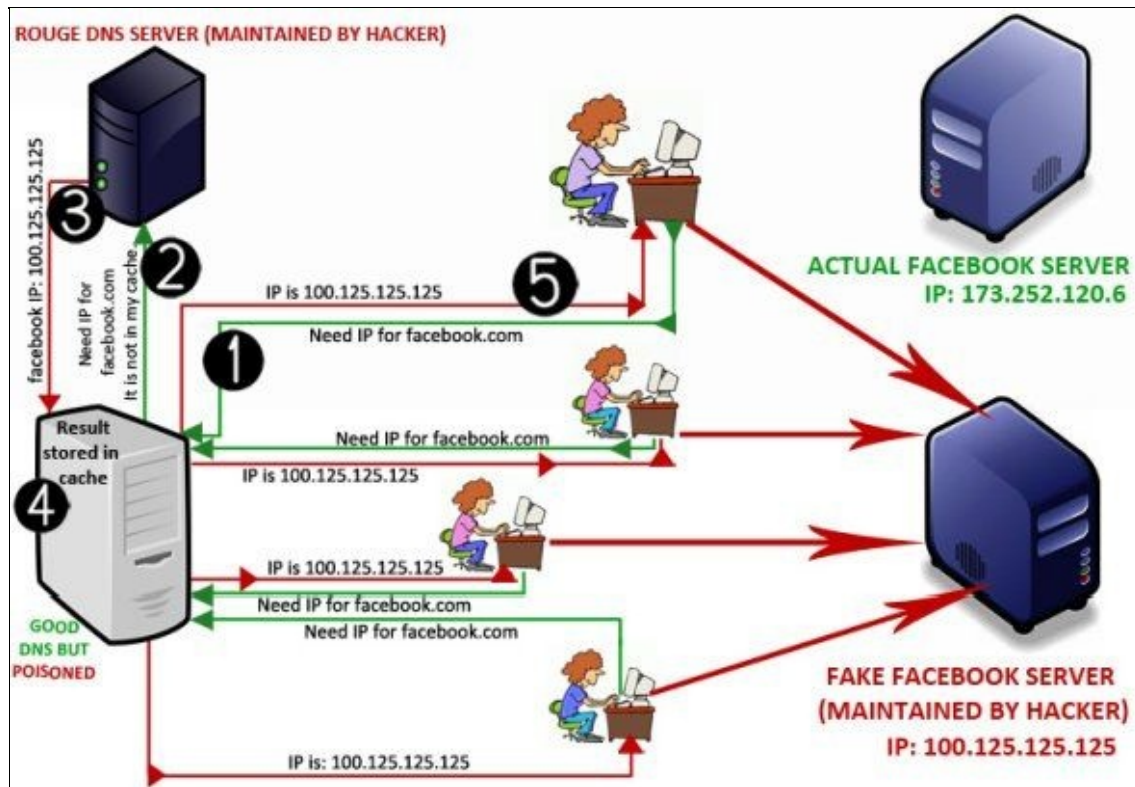 ROUGE DNS SERVER (MAINTAINED BY HACKER)
facebook IP: 100.125.125.125
3
Need IP for
facebook.com
It is not in my cache
2
IP is 100.125.125.125
5
Need IP for facebook.com
1
ACTUAL FACEBOOK SERVER
IP: 173.252.120.6
Result
stored in
cache
4
Need IP for facebook.com
IP is 100.125.125.125
IP is 100.125.125.125
Need IP for facebook.com
Need IP for facebook.com
GOOD
DNS BUT
POISONED
IP is: 100.125.125.125
FAKE FACEBOOK SERVER
(MAINTAINED BY HACKER)
IP: 100.125.125.125